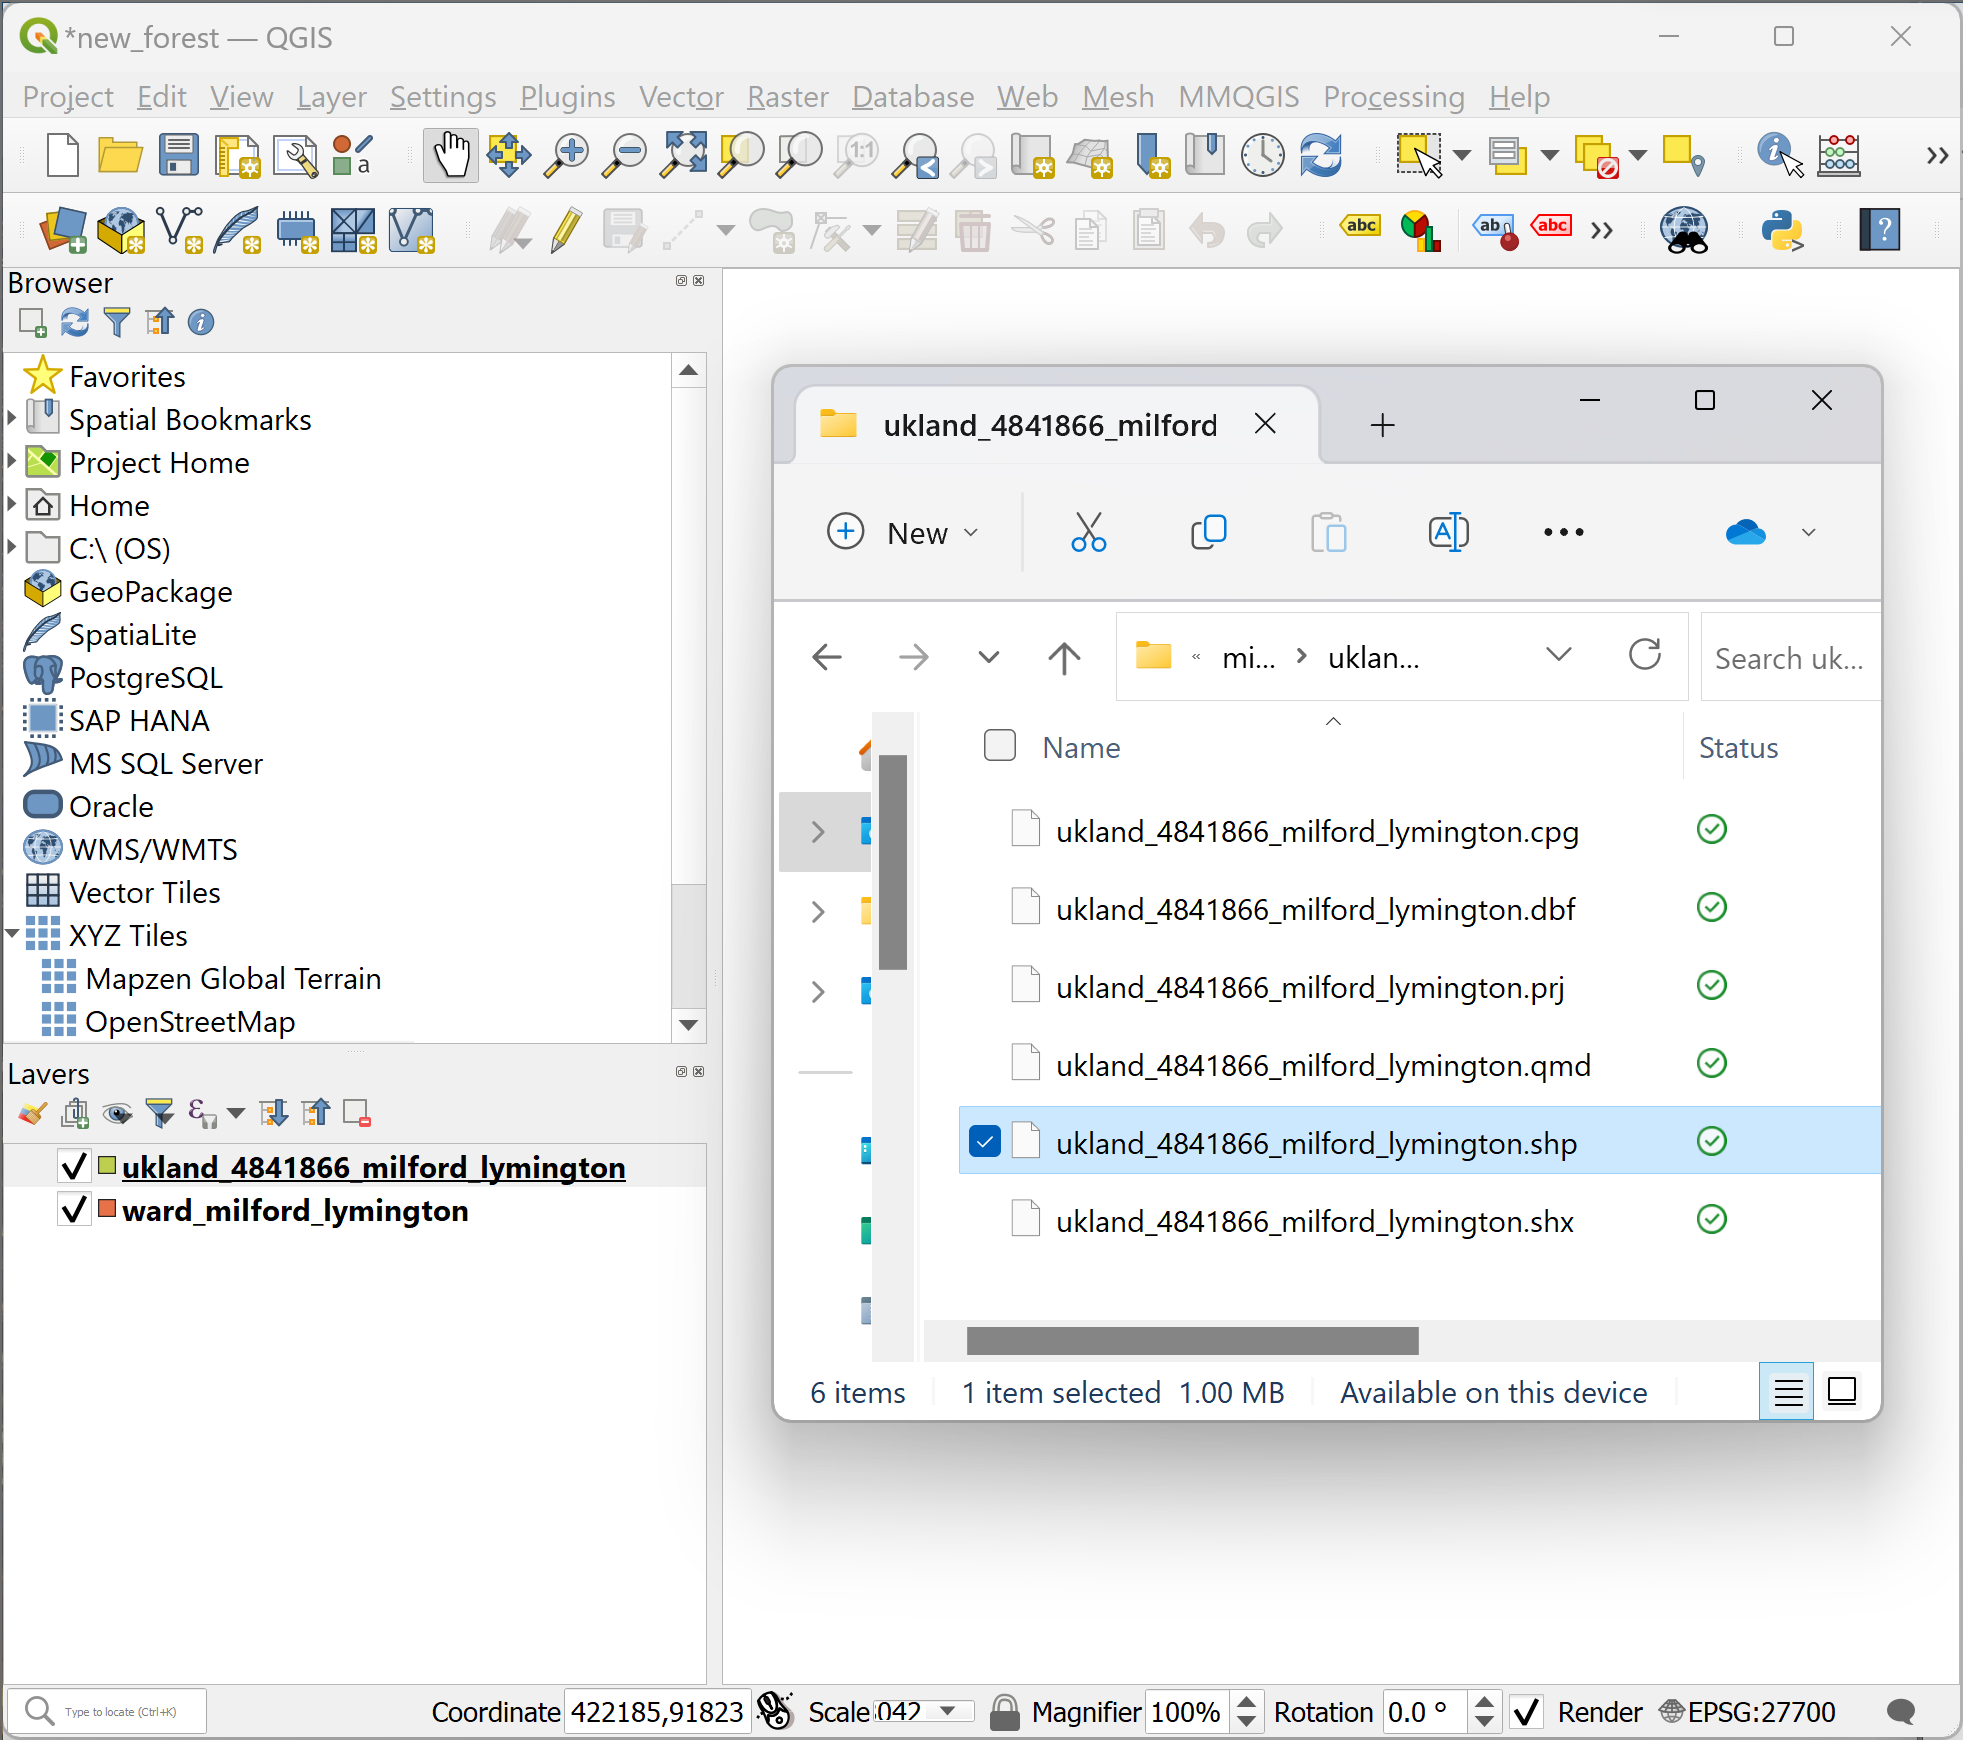 *new_forest — QGIS
Project Edit View Layer Settings Plugins Vector Raster Database Web Mesh MMQGIS Processing Help
a 1:1
abc ab abc
Browser
Favorites
Spatial Bookmarks
Project Home
Home
C:\ (OS)
GeoPackage
SpatiaLite
PostgreSQL
SAP HANA
MS SQL Server
Oracle
WMS/WMTS
Vector Tiles
XYZ Tiles
Mapzen Global Terrain
OpenStreetMap
Layers
ukland_4841866_milford_lymington
ward_milford_lymington
ukland_4841866_milford
New
mi... uklan... Search uk...
Name Status
ukland_4841866_milford_lymington.cpg
ukland_4841866_milford_lymington.dbf
ukland_4841866_milford_lymington.prj
ukland_4841866_milford_lymington.qmd
ukland_4841866_milford_lymington.shp
ukland_4841866_milford_lymington.shx
6 items 1 item selected 1.00 MB Available on this device
Type to locate (Ctrl+K) Coordinate 422185,91823 Scale 042 Magnifier 100% Rotation 0.0 ° Render EPSG:27700